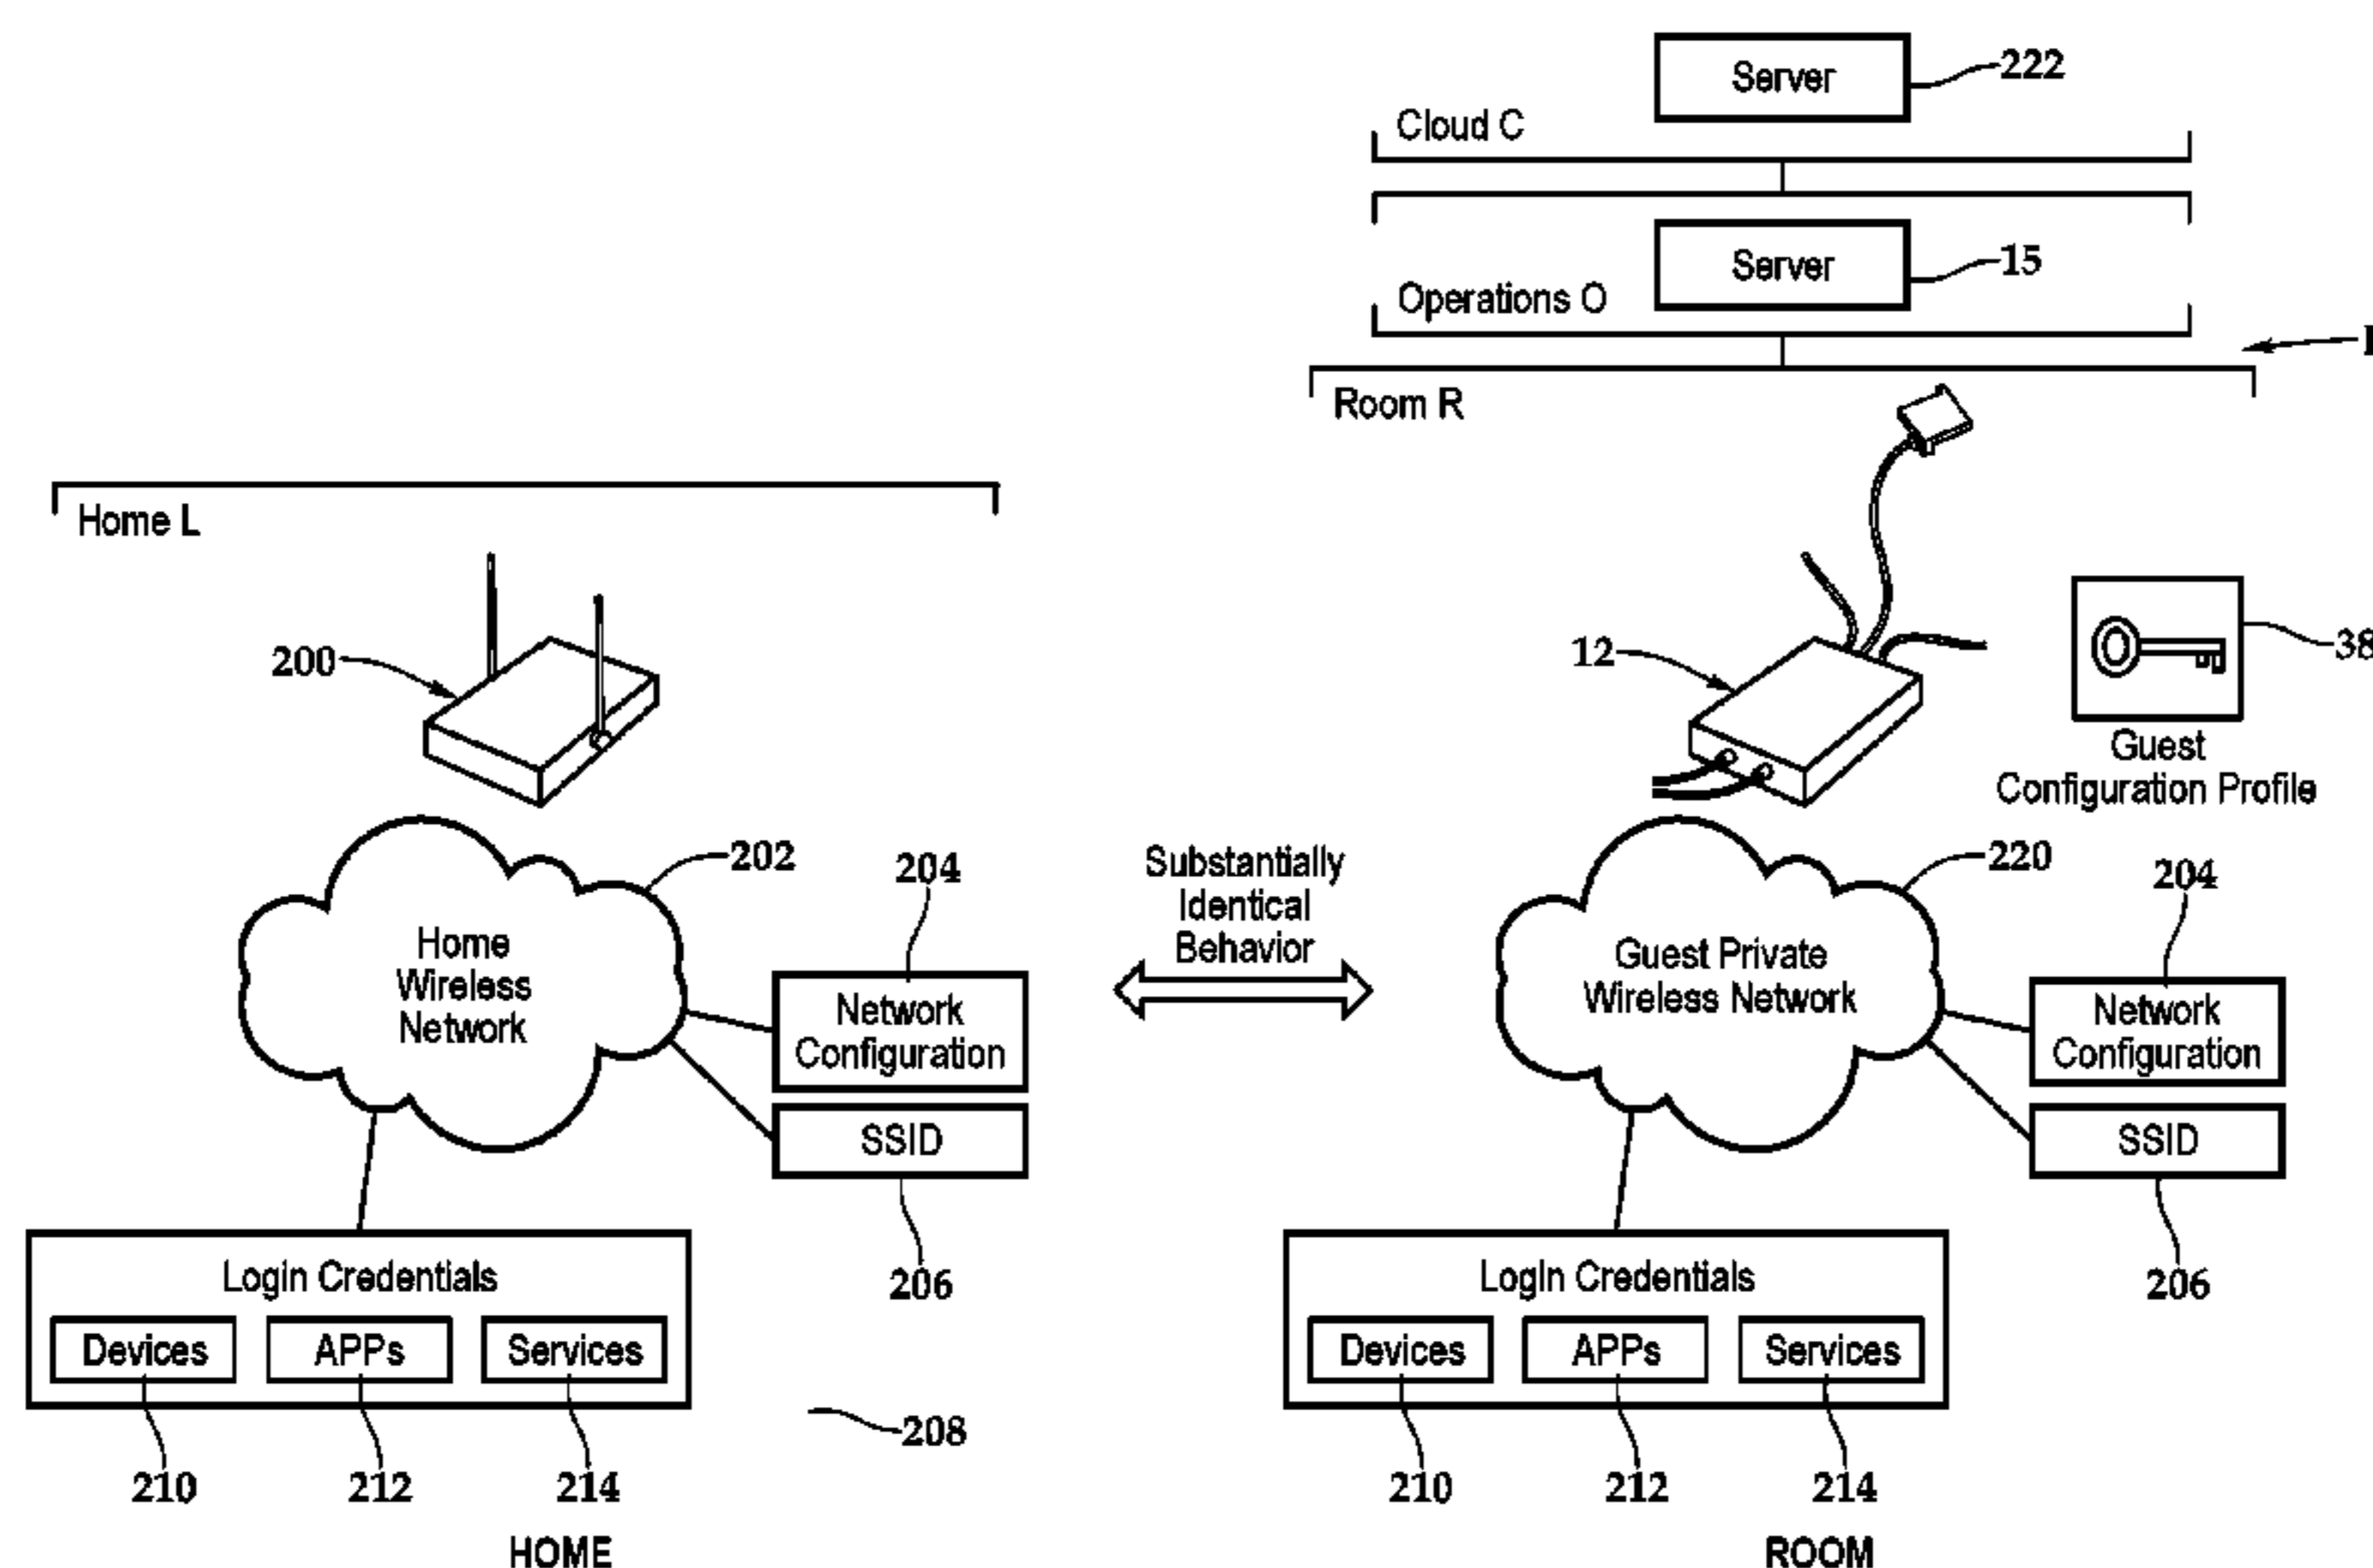 Server
222
Cloud C
Server
15
Operations O
Room R
Home L
200
12
38
Guest
Configuration Profile
202
204
Substantially
Identical
Behavior
220
204
Home
Wireless
Network
Network
Configuration
SSID
206
Guest Private
Wireless Network
Network
Configuration
SSID
206
Login Credentials
Devices
APPs
Services
208
210
212
214
HOME
Login Credentials
Devices
APPs
Services
210
212
214
ROOM